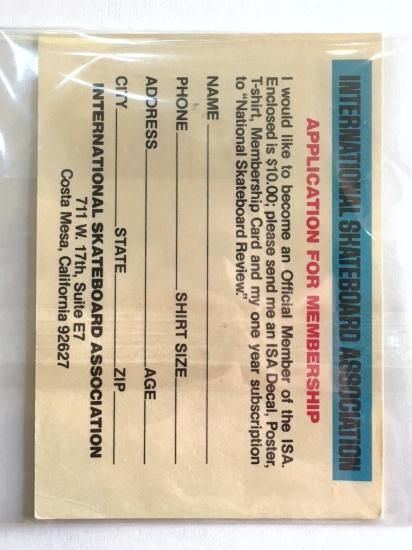 INTERNATIONAL SKATEBOARD ASSOCIATION
APPLICATION FOR MEMBERSHIP
I would like to become an Official Member of the ISA.
Enclosed is $10.00; please send me an ISA Decal, Poster,
T-shirt, Membership Card and my one year subscription
to "National Skateboard Review."
NAME
PHONE SHIRT SIZE
ADDRESS AGE
CITY STATE ZIP
INTERNATIONAL SKATEBOARD ASSOCIATION
711 W. 17th, Suite E7
Costa Mesa, California 92627